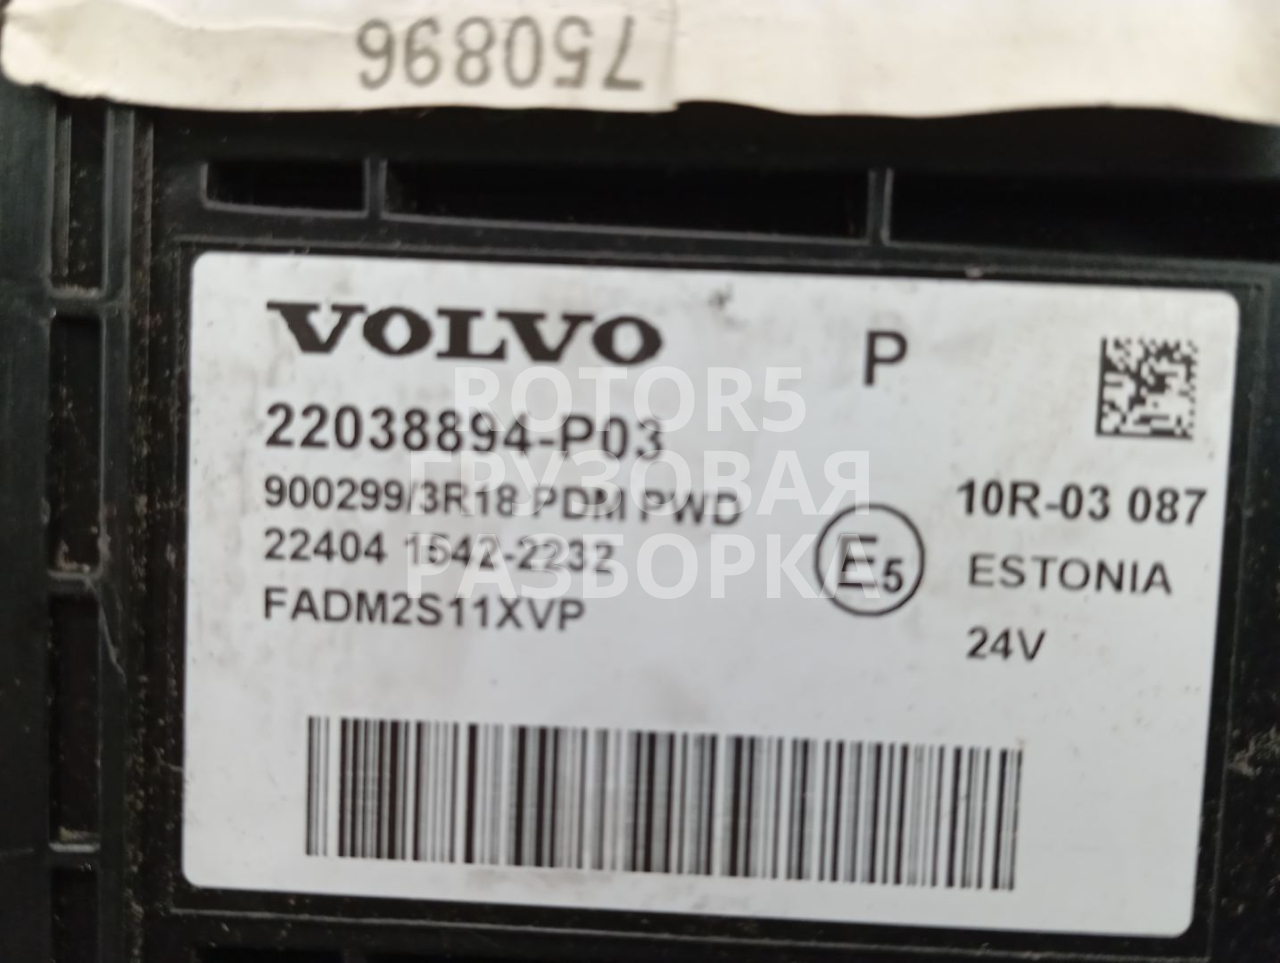 750896
VOLVO
P
22038894-P03
900299/3R18 PDM PWD
22404 1542-2232
FADM2S11XVP
E5
10R-03 087
ESTONIA
24V
ROTOR5
ГРУЗОВАЯ
РАЗБОРКА